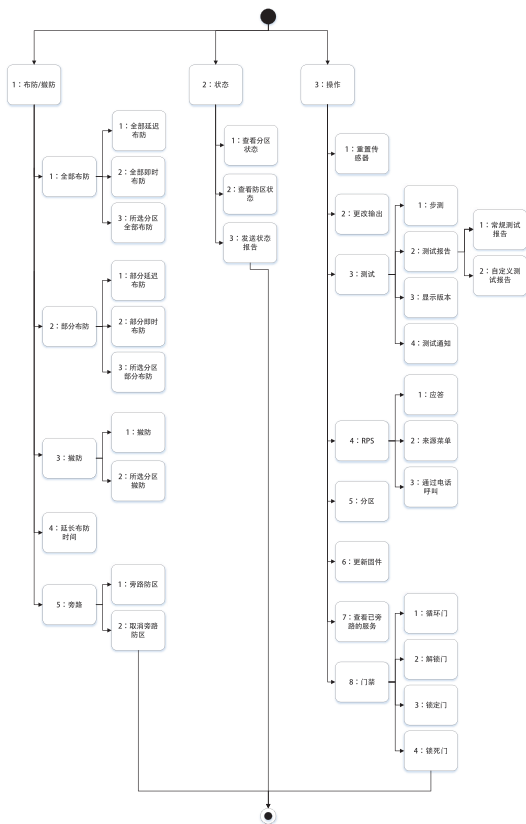 1：布防/撤防
1：全部布防
1：全部延迟
布防
2：全部即时
布防
3：所选分区
全部布防
2：部分布防
1：部分延迟
布防
2：部分即时
布防
3：所选分区
部分布防
3：撤防
1：撤防
2：所选分区
撤防
4：延长布防
时间
5：旁路
1：旁路防区
2：取消旁路
防区
2：状态
1：查看分区
状态
2：查看防区状
态
3：发送状态
报告
3：操作
1：重置传
感器
2：更改输出
3：测试
1：步测
2：测试报告
1：常规测试
报告
2：自定义测
试报告
3：显示版本
4：测试通知
4：RPS
1：应答
2：来源菜单
3：通过电话
呼叫
5：分区
6：更新固件
7：查看已旁
路的服务
8：门禁
1：循环门
2：解锁门
3：锁定门
4：锁死门